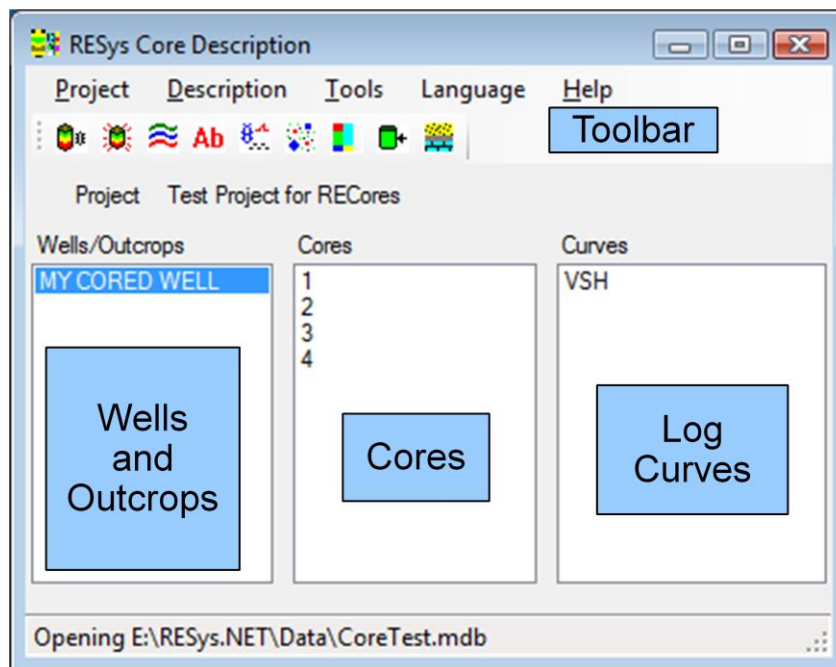 RESys Core Description
Project Description Tools Language Help
Ab
Toolbar
Project Test Project for RECores
Wells/Outcrops Cores Curves
MY CORED WELL 1 VSH
2
3
4
Wells
and
Outcrops
Cores
Log
Curves
Opening E:\RESys.NET\Data\CoreTest.mdb